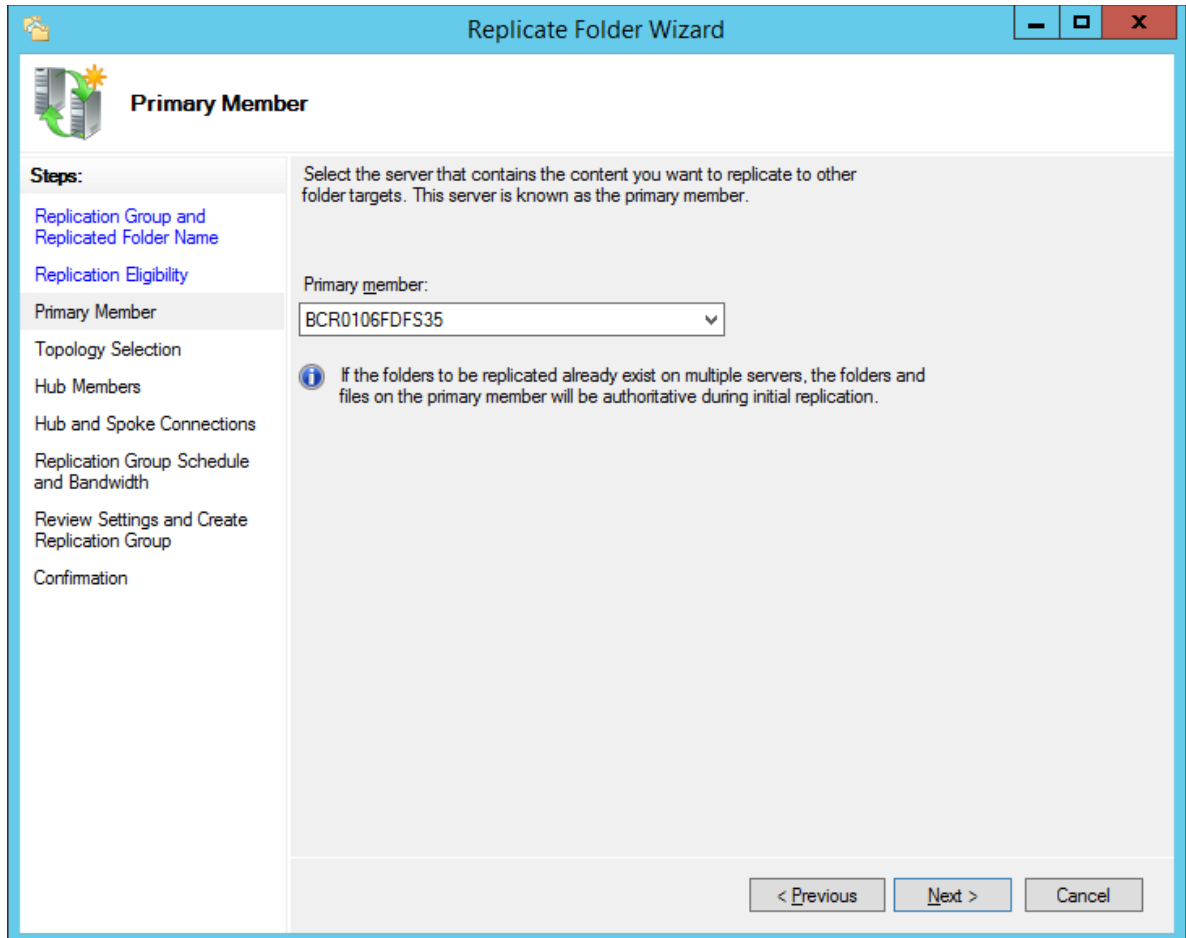 Replicate Folder Wizard
Primary Member
Steps:
Replication Group and
Replicated Folder Name
Replication Eligibility
Primary Member
Topology Selection
Hub Members
Hub and Spoke Connections
Replication Group Schedule
and Bandwidth
Review Settings and Create
Replication Group
Confirmation
Select the server that contains the content you want to replicate to other
folder targets. This server is known as the primary member.
Primary member:
BCR0106FDFS35
If the folders to be replicated already exist on multiple servers, the folders and
files on the primary member will be authoritative during initial replication.
< Previous
Next >
Cancel